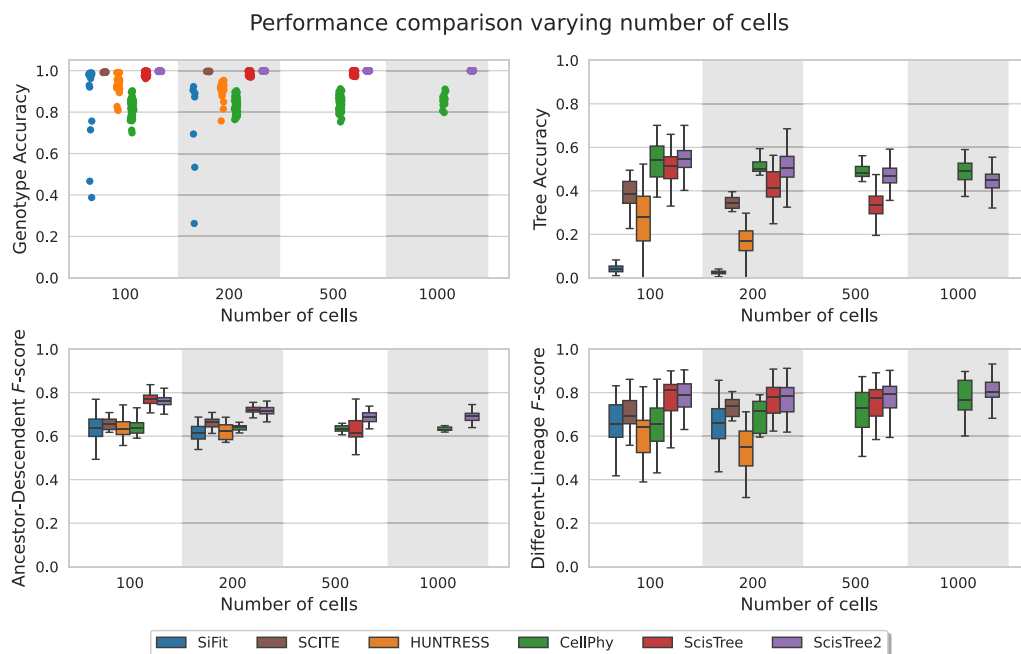 Performance comparison varying number of cells
Genotype Accuracy
1.0
0.8
0.6
0.4
0.2
0.0
100
200
500
1000
Number of cells
Tree Accuracy
1.0
0.8
0.6
0.4
0.2
0.0
100
200
500
1000
Number of cells
Ancestor-Descendent F-score
1.0
0.8
0.6
0.4
0.2
0.0
100
200
500
1000
Number of cells
Different-Lineage F-score
1.0
0.8
0.6
0.4
0.2
0.0
100
200
500
1000
Number of cells
SiFit
SCITE
HUNTRESS
CellPhy
ScisTree
ScisTree2